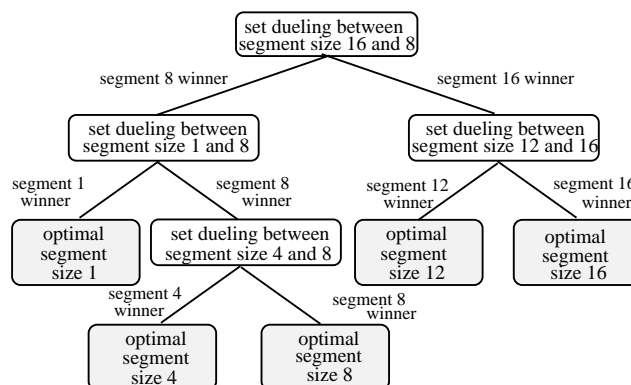 set dueling between
segment size 16 and 8
segment 8 winner
segment 16 winner
set dueling between
segment size 1 and 8
set dueling between
segment size 12 and 16
segment 1
winner
segment 8
winner
segment 12
winner
segment 16
winner
optimal
segment
size 1
set dueling between
segment size 4 and 8
optimal
segment
size 12
optimal
segment
size 16
segment 4
winner
segment 8
winner
optimal
segment
size 4
optimal
segment
size 8